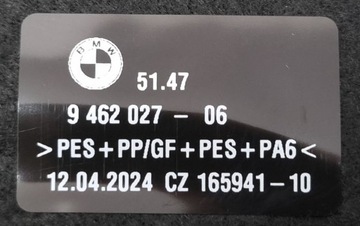 BMW
51.47
9 462 027 - 06
>PES+PP/GF+PES+PA6<
12.04.2024 CZ 165941-10